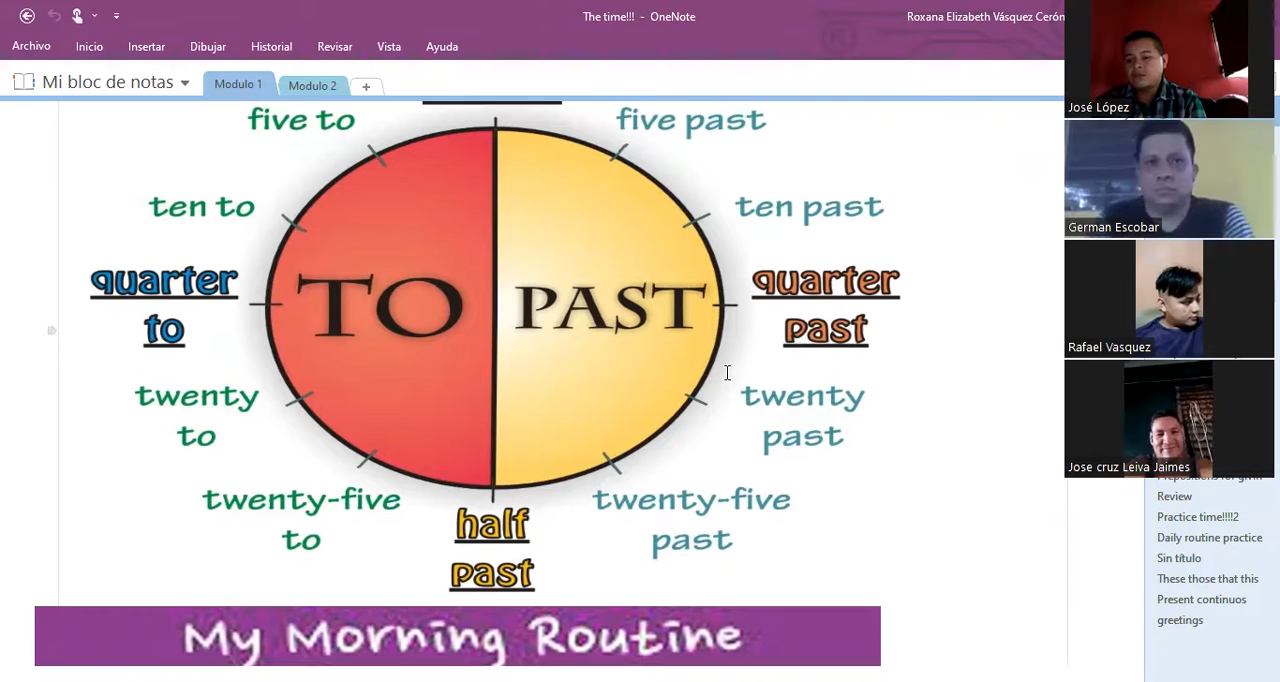 The time!!! - OneNote
Roxana Elizabeth Vásquez Cerón
Archivo Inicio Insertar Dibujar Historial Revisar Vista Ayuda
Mi bloc de notas Modulo 1 Modulo 2 +
five to
five past
ten to
ten past
quarter
to
quarter
past
TO PAST
twenty
to
twenty
past
twenty-five
to
twenty-five
past
half
past
My Morning Routine
José López
German Escobar
Rafael Vasquez
Jose cruz Leiva Jaimes
Review
Practice time!!!!2
Daily routine practice
Sin título
These those that this
Present continuos
greetings